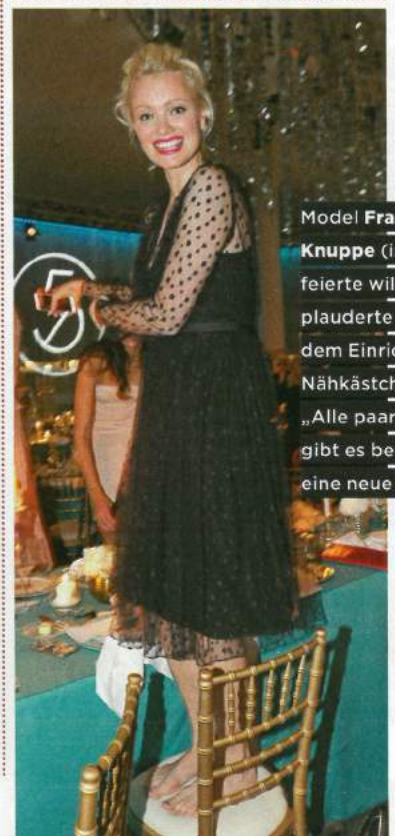 Model Fra
Knuppe (i
feierte wil
plauderte
dem Einric
Nähkästch
„Alle paar
gibt es be
eine neue